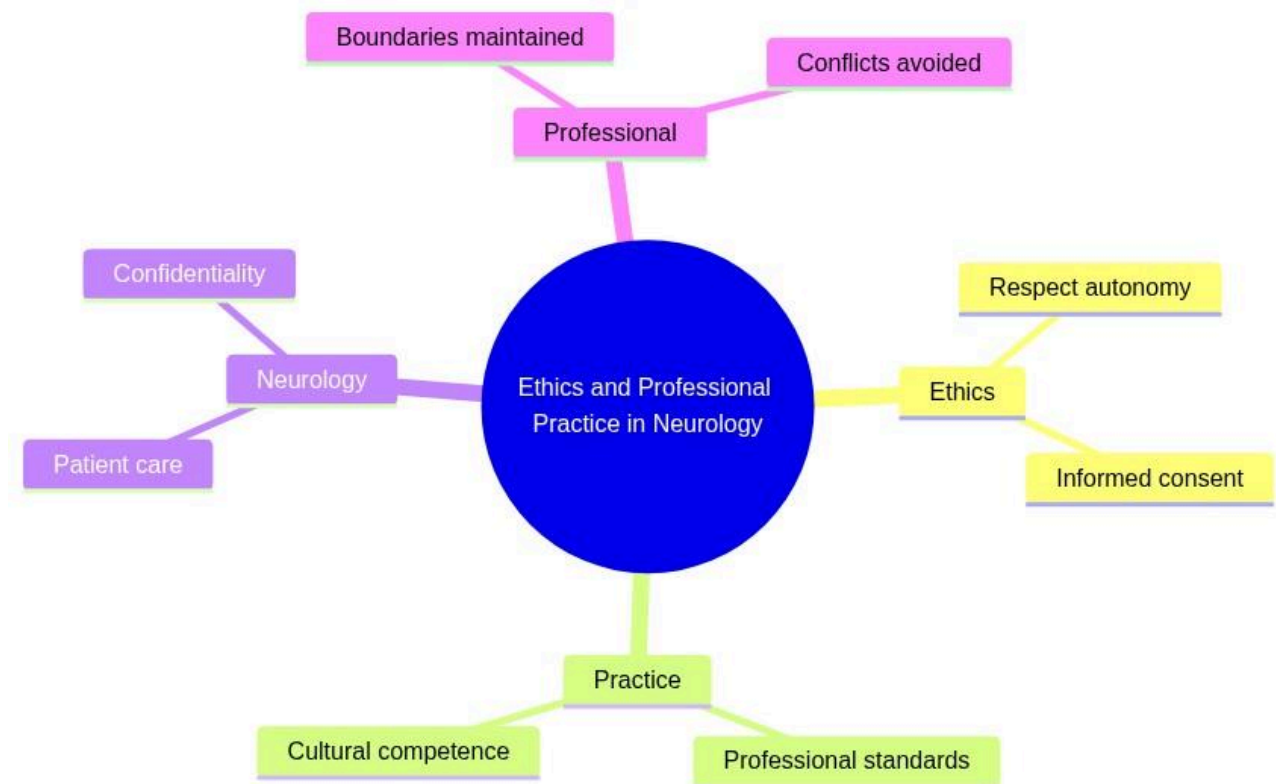 Boundaries maintained
Conflicts avoided
Professional
Confidentiality
Respect autonomy
Neurology
Ethics
Ethics and Professional
Practice in Neurology
Patient care
Informed consent
Practice
Cultural competence
Professional standards